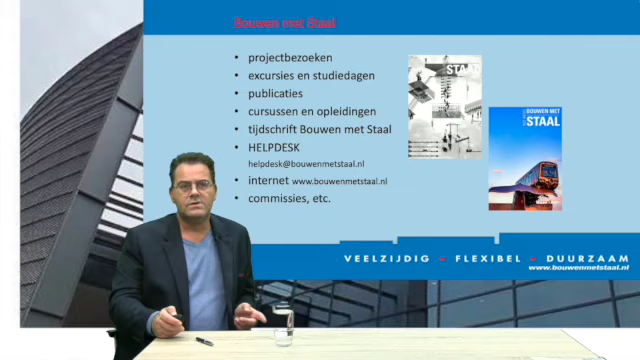 Bouwen met Staal
• projectbezoeken
• excursies en studiedagen
• publicaties
• cursussen en opleidingen
• tijdschrift Bouwen met Staal
• HELPDESK
helpdesk@bouwenmetstaal.nl
• internet www.bouwenmetstaal.nl
• commissies, etc.
STAAL
BOUWEN MET
STAAL
VEELZIJDIG • FLEXIBEL • DUURZAAM
www.bouwenmetstaal.nl